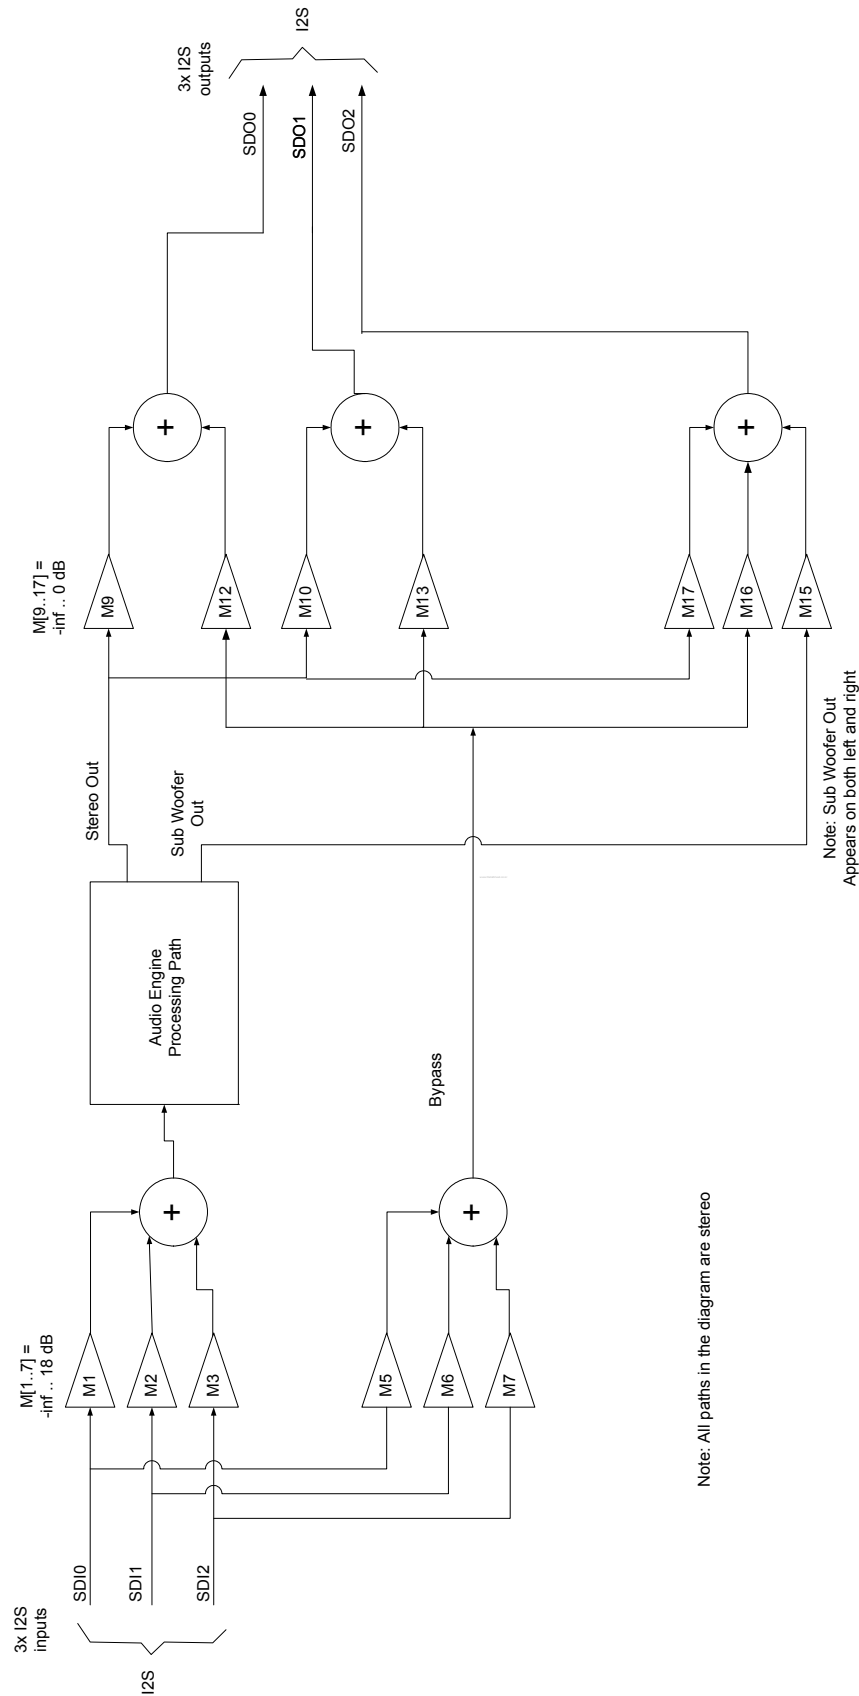 3x I2S
inputs
I2S
SDI0
SDI1
SDI2
M[1..7] =
-inf .. 18 dB
M1
M2
M3
M5
M6
M7
+
+
Note: All paths in the diagram are stereo
Bypass
Audio Engine
Processing Path
Stereo Out
Sub Woofer
Out
Note: Sub Woofer Out
Appears on both left and right
M[9..17] =
-inf .. 0 dB
M9
M12
M10
M13
M17
M16
M15
+
+
+
SDO0
SDO1
SDO2
3x I2S
outputs
I2S